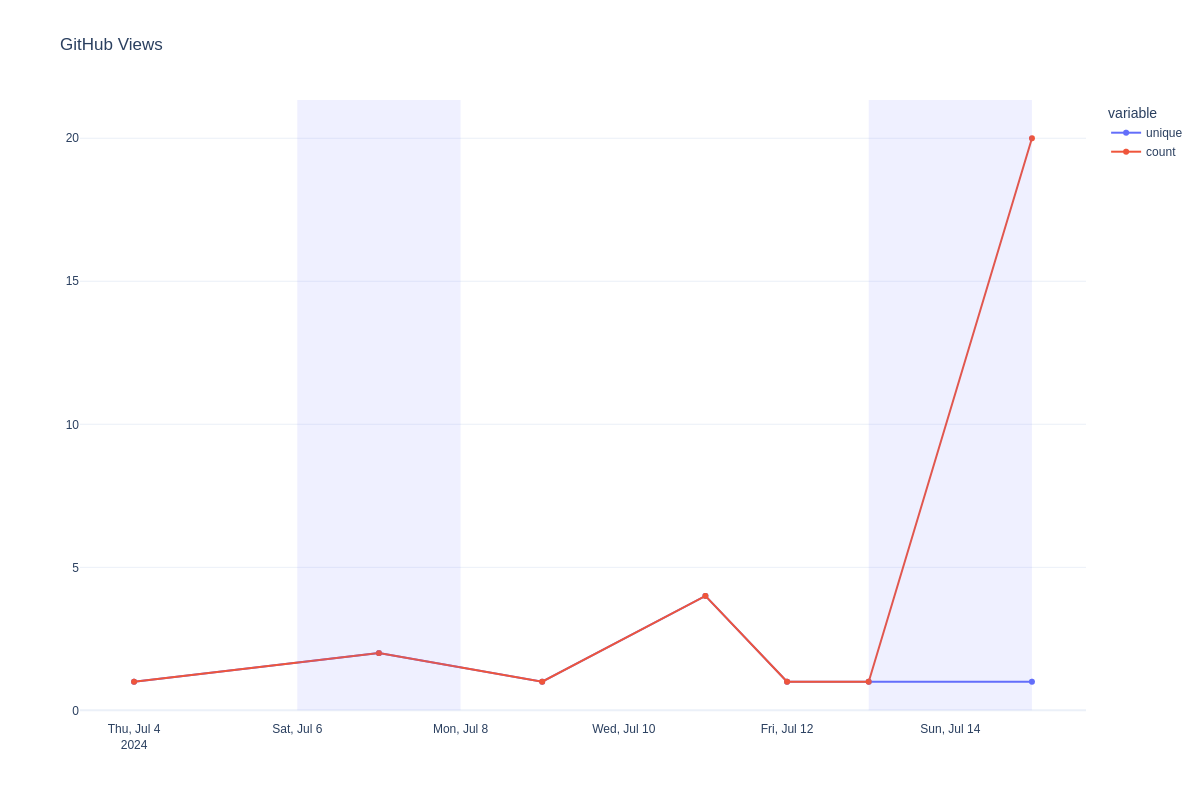 GitHub Views
variable
unique
count
20
15
10
5
0
Thu, Jul 4
2024
Sat, Jul 6
Mon, Jul 8
Wed, Jul 10
Fri, Jul 12
Sun, Jul 14